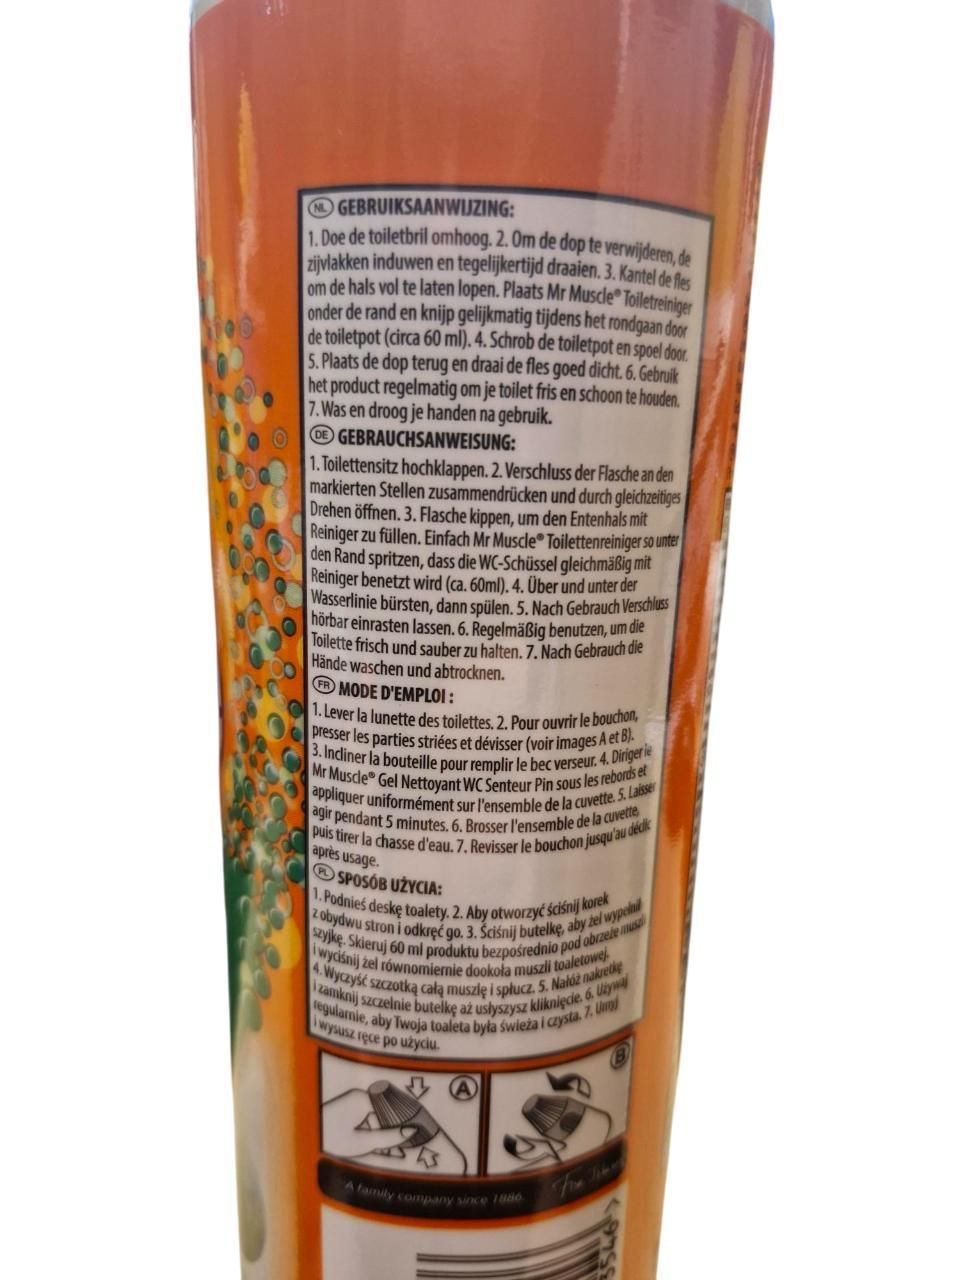 NL GEBRUIKSAANWIJZING:
1. Doe de toiletbril omhoog. 2. Om de dop te verwijderen, de
zijvlakken induwen en tegelijkertijd draaien. 3. Kantel de fles
om de hals vol te laten lopen. Plaats Mr Muscle® Toiletreiniger
onder de rand en knijp gelijkmatig tijdens het rondgaan door
de toiletpot (circa 60 ml). 4. Schrob de toiletpot en spoel door.
5. Plaats de dop terug en draai de fles goed dicht. 6. Gebruik
het product regelmatig om je toilet fris en schoon te houden.
7. Was en droog je handen na gebruik.
DE GEBRAUCHSANWEISUNG:
1. Toilettensitz hochklappen. 2. Verschluss der Flasche an den
markierten Stellen zusammendrücken und durch gleichzeitiges
Drehen öffnen. 3. Flasche kippen, um den Entenhals mit
Reiniger zu füllen. Einfach Mr Muscle® Toilettenreiniger so unter
den Rand spritzen, dass die WC-Schüssel gleichmäßig mit
Reiniger benetzt wird (ca. 60ml). 4. Über und unter der
Wasserlinie bürsten, dann spülen. 5. Nach Gebrauch Verschluss
hörbar einrasten lassen. 6. Regelmäßig benutzen, um die
Toilette frisch und sauber zu halten. 7. Nach Gebrauch die
Hände waschen und abtrocknen.
FR MODE D'EMPLOI :
1. Lever la lunette des toilettes. 2. Pour ouvrir le bouchon,
presser les parties striées et dévisser (voir images A et B).
3. Incliner la bouteille pour remplir le bec verseur. 4. Diriger le
Mr Muscle® Gel Nettoyant WC Senteur Pin sous les rebords et
appliquer uniformément sur l'ensemble de la cuvette. 5. Laisser
agir pendant 5 minutes. 6. Brosser l'ensemble de la cuvette,
puis tirer la chasse d'eau. 7. Revisser le bouchon jusqu'au déclic
après usage.
PL SPOSÓB UŻYCIA:
1. Podnieś deskę toalety. 2. Aby otworzyć ściśnij korek
z obydwu stron i odkręć go. 3. Ściśnij butelkę, aby żel wypełnił
szyjkę. Skieruj 60 ml produktu bezpośrednio pod obrzeże muszli
i wyciśnij żel równomiernie dookoła muszli toaletowej.
4. Wyczyść szczotką całą muszlę i spłucz. 5. Nałóż nakrętkę
i zamknij szczelnie butelkę aż usłyszysz kliknięcie. 6. Używaj
regularnie, aby Twoja toaleta była świeża i czysta. 7. Umyj
i wysusz ręce po użyciu.
A
B
A family company since 1886.